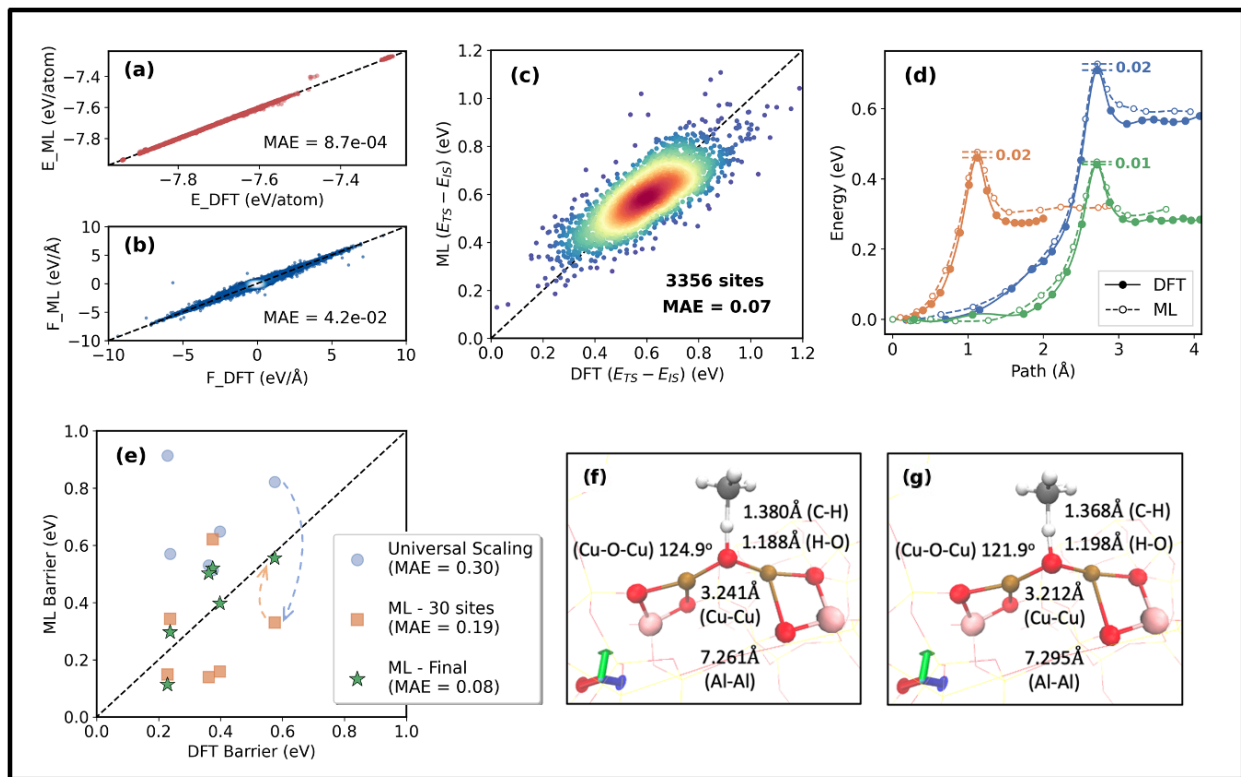 (a)
E_ML (eV/atom)
−7.4
−7.6
−7.8
MAE = 8.7e-04
−7.8
−7.6
−7.4
E_DFT (eV/atom)
(b)
F_ML (eV/Å)
10
5
0
−5
−10
MAE = 4.2e-02
−10
−5
0
5
10
F_DFT (eV/Å)
(c)
ML (E_TS − E_IS) (eV)
1.2
1.0
0.8
0.6
0.4
0.2
0.0
3356 sites
MAE = 0.07
0.0
0.2
0.4
0.6
0.8
1.0
1.2
DFT (E_TS − E_IS) (eV)
(d)
Energy (eV)
0.6
0.4
0.2
0.0
0.02
0.02
0.01
DFT
ML
0
1
2
3
4
Path (Å)
(e)
ML Barrier (eV)
1.0
0.8
0.6
0.4
0.2
0.0
0.0
0.2
0.4
0.6
0.8
1.0
DFT Barrier (eV)
Universal Scaling
(MAE = 0.30)
ML - 30 sites
(MAE = 0.19)
ML - Final
(MAE = 0.08)
(f)
1.380Å (C-H)
(Cu-O-Cu) 124.9º
1.188Å (H-O)
3.241Å
(Cu-Cu)
7.261Å
(Al-Al)
(g)
1.368Å (C-H)
(Cu-O-Cu) 121.9º
1.198Å (H-O)
3.212Å
(Cu-Cu)
7.295Å
(Al-Al)